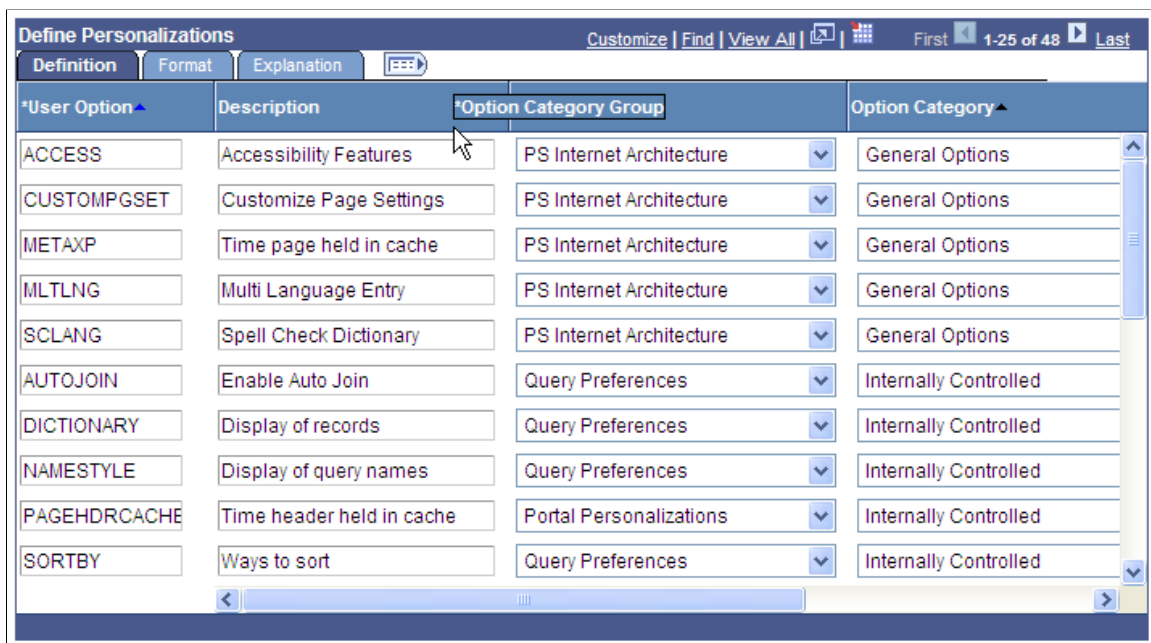 Define Personalizations Customize | Find | View All | | First 1-25 of 48 Last
Definition Format Explanation
*User Option Description *Option Category Group Option Category
ACCESS Accessibility Features PS Internet Architecture General Options
CUSTOMPGSET Customize Page Settings PS Internet Architecture General Options
METAXP Time page held in cache PS Internet Architecture General Options
MLTLNG Multi Language Entry PS Internet Architecture General Options
SCLANG Spell Check Dictionary PS Internet Architecture General Options
AUTOJOIN Enable Auto Join Query Preferences Internally Controlled
DICTIONARY Display of records Query Preferences Internally Controlled
NAMESTYLE Display of query names Query Preferences Internally Controlled
PAGEHDRCACHE Time header held in cache Portal Personalizations Internally Controlled
SORTBY Ways to sort Query Preferences Internally Controlled